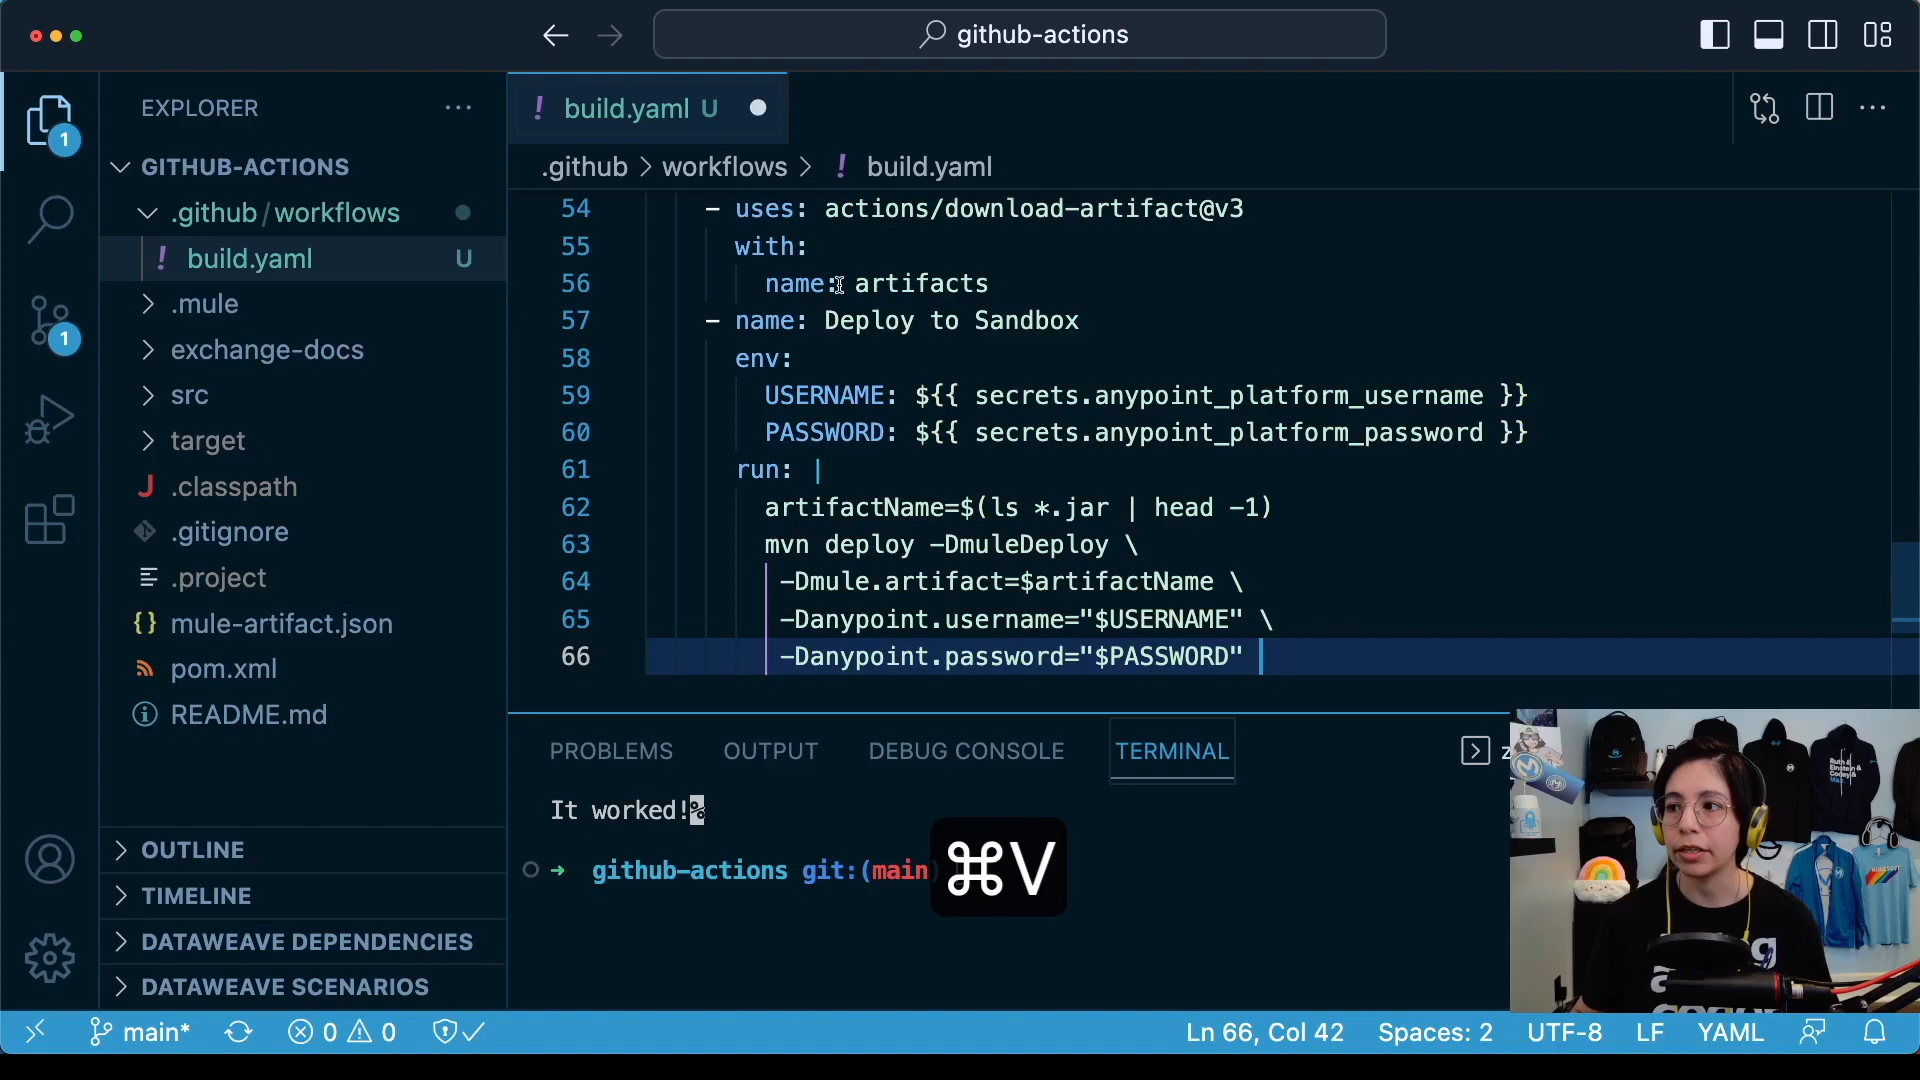 github-actions
EXPLORER
build.yaml U
GITHUB-ACTIONS
.github > workflows > ! build.yaml
.github/workflows
! build.yaml U
.mule
exchange-docs
src
target
J .classpath
.gitignore
.project
{} mule-artifact.json
pom.xml
README.md
OUTLINE
TIMELINE
DATAWEAVE DEPENDENCIES
DATAWEAVE SCENARIOS
1
1
54 - uses: actions/download-artifact@v3
55 with:
56 name: artifacts
57 - name: Deploy to Sandbox
58 env:
59 USERNAME: ${{ secrets.anypoint_platform_username }}
60 PASSWORD: ${{ secrets.anypoint_platform_password }}
61 run: |
62 artifactName=$(ls *.jar | head -1)
63 mvn deploy -DmuleDeploy \
64 -Dmule.artifact=$artifactName \
65 -Danypoint.username="$USERNAME" \
66 -Danypoint.password="$PASSWORD"
PROBLEMS OUTPUT DEBUG CONSOLE TERMINAL
It worked!%
➜ github-actions git:(main)
⌘V
main* 0 0 Ln 66, Col 42 Spaces: 2 UTF-8 LF YAML